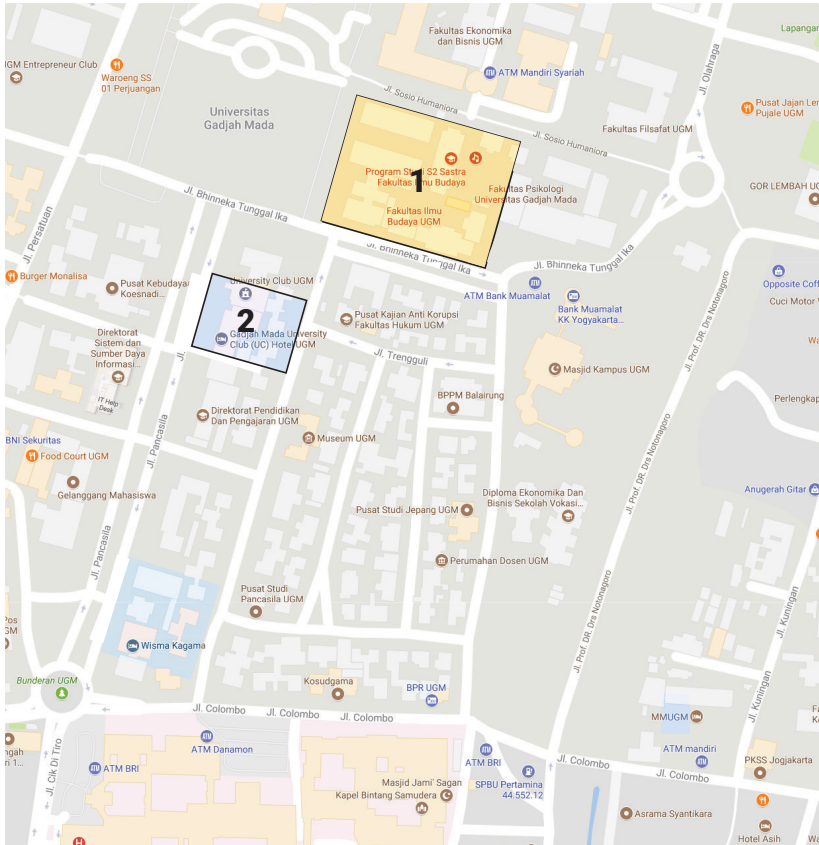 Fakultas Ekonomika
dan Bisnis UGM
Lapangan
Waroeng SS
01 Perjuangan
ATM Mandiri Syariah
Jl. Olahraga
Jl. Sosio Humaniora
Universitas
Gadjah Mada
Pusat Jajan
Pujale UGM
Fakultas Filsafat UGM
Jl. Sosio Humaniora
1
Program Studi S2 Sastra
Fakultas Ilmu Budaya
Fakultas Psikologi
Universitas Gadjah Mada
GOR LEMBAH
Fakultas Ilmu
Budaya UGM
Jl. Persatuan
Jl. Bhinneka Tunggal Ika
Jl. Bhinneka Tunggal Ika
Jl. Bhinneka Tunggal Ika
Burger Monalisa
Pusat Kebudayaan
Koesnadi...
University Club UGM
ATM Bank Muamalat
Bank Muamalat
KK Yogyakarta...
Opposite
Cuci Motor
2
Gadjah Mada University
Club (UC) Hotel UGM
Pusat Kajian Anti Korupsi
Fakultas Hukum UGM
Jl. Prof. DR. Drs Notonagoro
Direktorat
Sistem dan
Sumber Daya
Informasi...
Jl.
Jl. Trengguli
Masjid Kampus UGM
IT Help
Desk
BPPM Balairung
Direktorat Pendidikan
Dan Pengajaran UGM
Museum UGM
BNI Sekuritas
Food Court UGM
Jl. Pancasila
Gelanggang Mahasiswa
Jl. Prof. DR. Drs Notonagoro
Anugerah Gitar
Diploma Ekonomika Dan
Bisnis Sekolah Vokasi...
Pusat Studi Jepang UGM
Jl. Pancasila
Perumahan Dosen UGM
Pusat Studi
Pancasila UGM
Jl. Kuningan
Jl. Prof. DR. Drs Notonagoro
Wisma Kagama
Bunderan UGM
Kosudgama
BPR UGM
Jl. Kuningan
Jl. Colombo
Jl. Colombo
Jl. Colombo
MMUGM
ATM Danamon
ATM BRI
Jl. Colombo
ATM mandiri
PKSS Jogjakarta
Jl. Cik Di Tiro
ATM BRI
SPBU Pertamina
44.552.12
Jl. Colombo
Masjid Jami' Sagan
Kapel Bintang Samudera
Asrama Syantikara
Hotel Asih